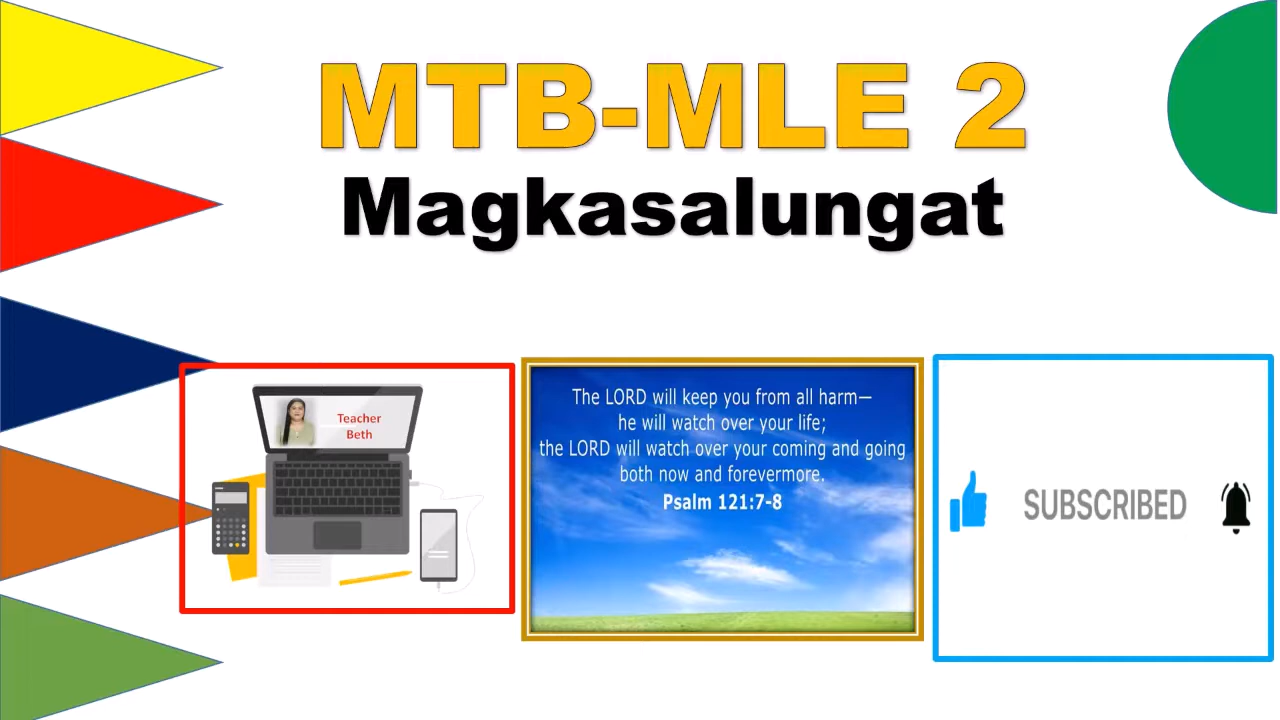 MTB-MLE 2
Magkasalungat
Teacher
Beth
The LORD will keep you from all harm—
he will watch over your life;
the LORD will watch over your coming and going
both now and forevermore.
Psalm 121:7-8
SUBSCRIBED